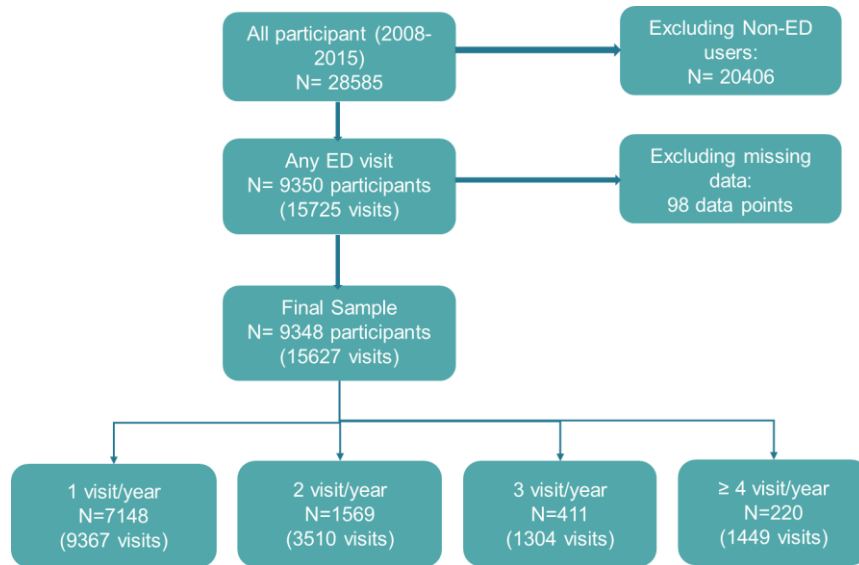 All participant (2008-
2015)
N= 28585
Excluding Non-ED
users:
N= 20406
Any ED visit
N= 9350 participants
(15725 visits)
Excluding missing
data:
98 data points
Final Sample
N= 9348 participants
(15627 visits)
1 visit/year
N=7148
(9367 visits)
2 visit/year
N=1569
(3510 visits)
3 visit/year
N=411
(1304 visits)
≥ 4 visit/year
N=220
(1449 visits)